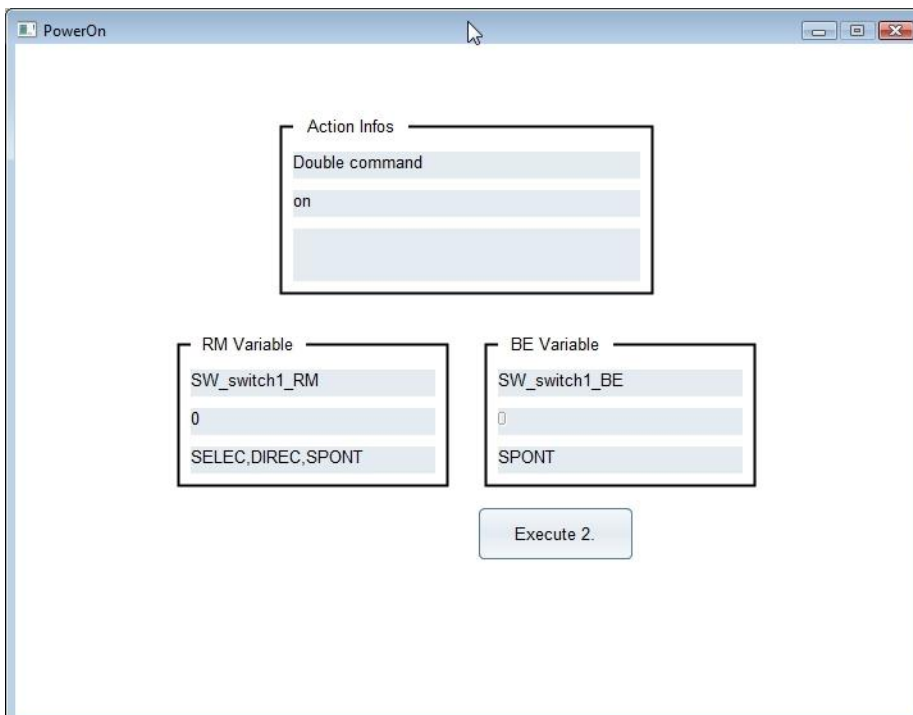 PowerOn
Action Infos
Double command
on
RM Variable
BE Variable
SW_switch1_RM
SW_switch1_BE
0
0
SELEC,DIREC,SPONT
SPONT
Execute 2.